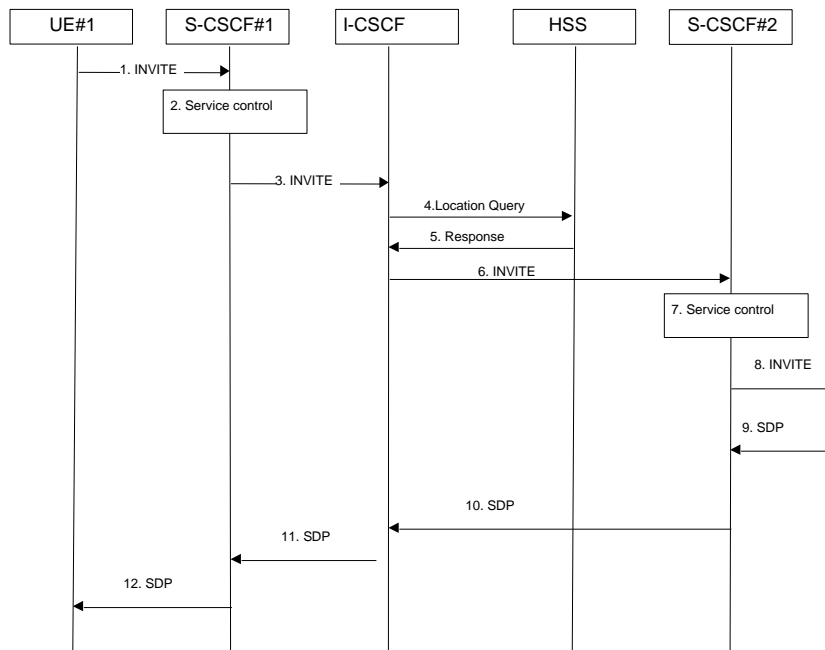 UE#1
S-CSCF#1
I-CSCF
HSS
S-CSCF#2
1. INVITE
2. Service control
3. INVITE
4.Location Query
5. Response
6. INVITE
7. Service control
8. INVITE
9. SDP
10. SDP
11. SDP
12. SDP